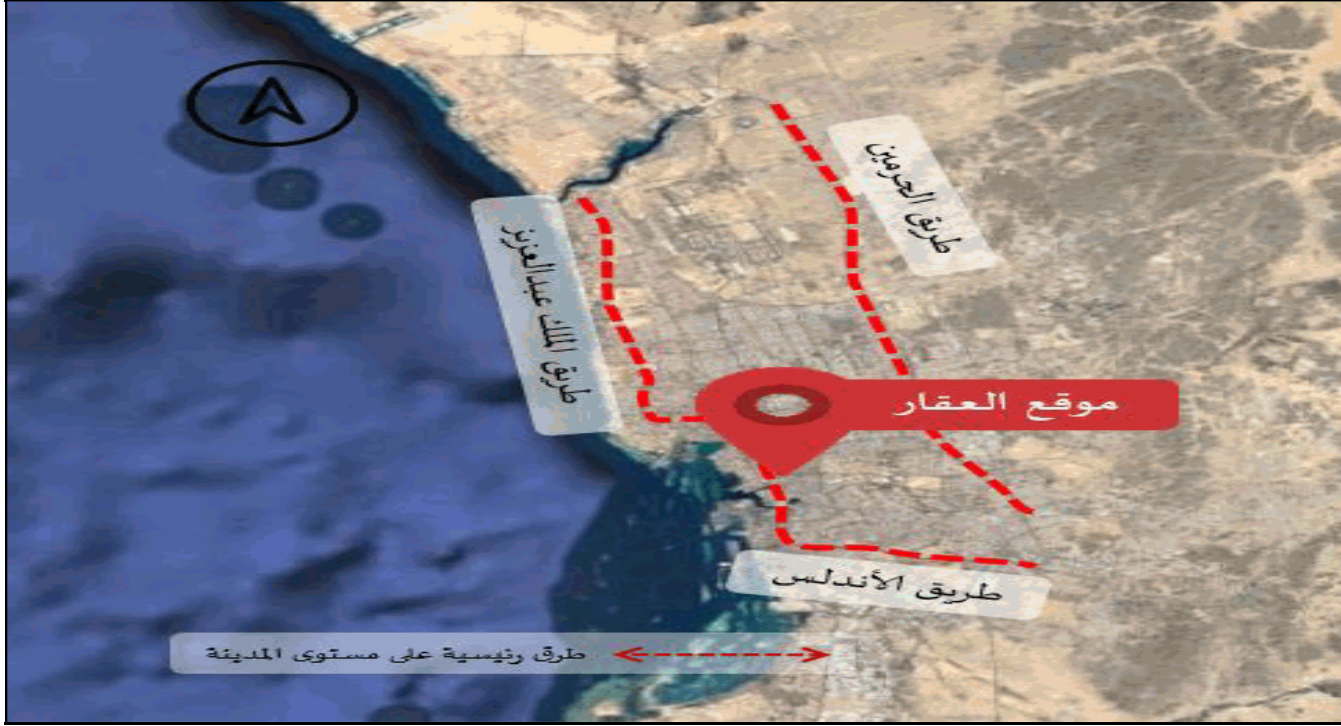 طريق الحرمين
طريق الملك عبدالعزيز
موقع العقار
طريق الأندلس
طرق رئيسية على مستوى المدينة